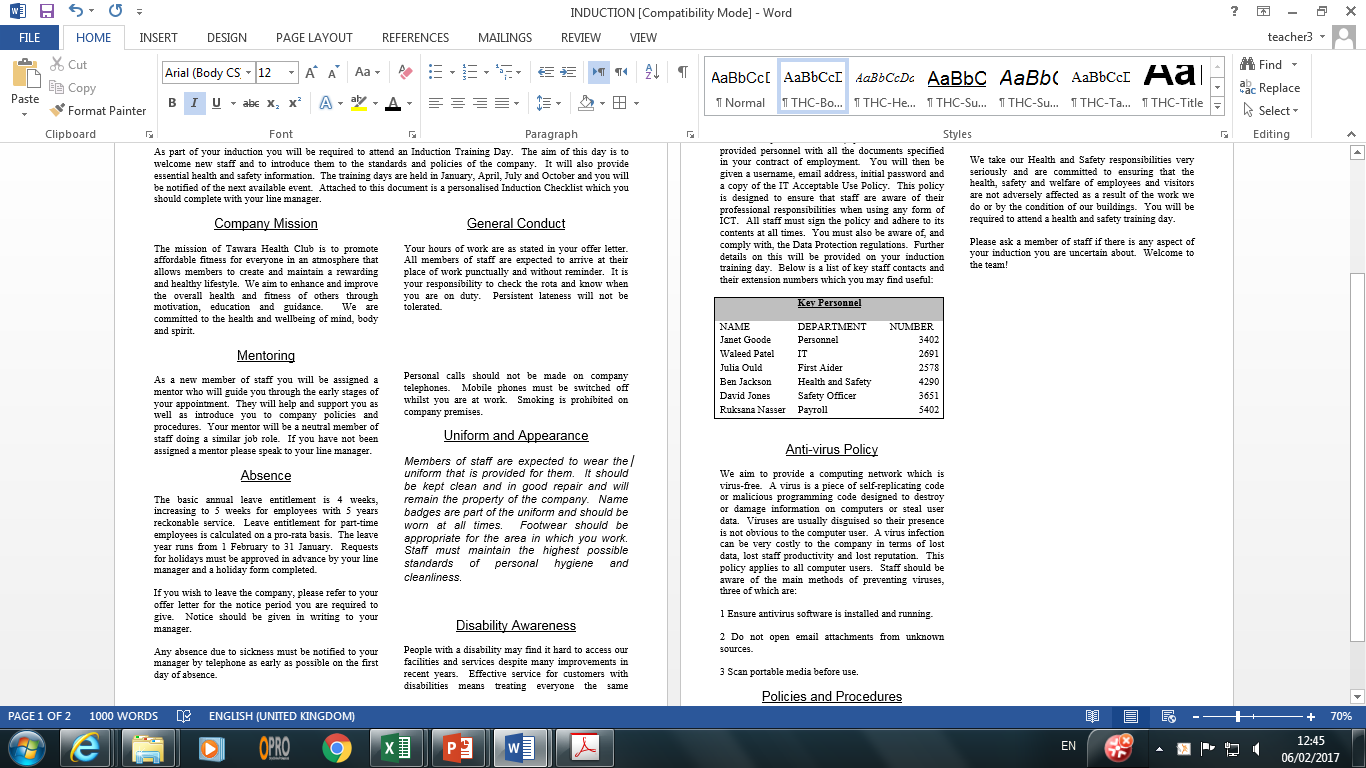 INDUCTION [Compatibility Mode] - Word
FILE
HOME
INSERT
DESIGN
PAGE LAYOUT
REFERENCES
MAILINGS
REVIEW
VIEW
teacher3
Paste
Cut
Copy
Format Painter
Clipboard
Arial (Body CS)
12
Font
Paragraph
AaBbCcI
¶ Normal
AaBbCcE
¶ THC-Bo...
AaBbCcDc
¶ THC-He...
AaBbC
¶ THC-Su...
AaBb(
¶ THC-Su...
AaBbCcE
¶ THC-Ta...
Aal
¶ THC-Title
Styles
Find
Replace
Select
Editing
As part of your induction you will be required to attend an Induction Training Day. The aim of this day is to
welcome new staff and to introduce them to the standards and policies of the company. It will also provide
essential health and safety information. The training days are held in January, April, July and October and you will
be notified of the next available event. Attached to this document is a personalised Induction Checklist which you
should complete with your line manager.
Company Mission
The mission of Tawara Health Club is to promote
affordable fitness for everyone in an atmosphere that
allows members to create and maintain a rewarding
and healthy lifestyle. We aim to enhance and improve
the overall health and fitness of others through
motivation, education and guidance. We are
committed to the health and wellbeing of mind, body
and spirit.
Mentoring
As a new member of staff you will be assigned a
mentor who will guide you through the early stages of
your appointment. They will help and support you as
well as introduce you to company policies and
procedures. Your mentor will be a neutral member of
staff doing a similar job role. If you have not been
assigned a mentor please speak to your line manager.
Absence
The basic annual leave entitlement is 4 weeks,
increasing to 5 weeks for employees with 5 years
reckonable service. Leave entitlement for part-time
employees is calculated on a pro-rata basis. The leave
year runs from 1 February to 31 January. Requests
for holidays must be approved in advance by your line
manager and a holiday form completed.
If you wish to leave the company, please refer to your
offer letter for the notice period you are required to
give. Notice should be given in writing to your
manager.
Any absence due to sickness must be notified to your
manager by telephone as early as possible on the first
day of absence.
General Conduct
Your hours of work are as stated in your offer letter.
All members of staff are expected to arrive at their
place of work punctually and without reminder. It is
your responsibility to check the rota and know when
you are on duty. Persistent lateness will not be
tolerated.
Personal calls should not be made on company
telephones. Mobile phones must be switched off
whilst you are at work. Smoking is prohibited on
company premises.
Uniform and Appearance
Members of staff are expected to wear the
uniform that is provided for them. It should
be kept clean and in good repair and will
remain the property of the company. Name
badges are part of the uniform and should be
worn at all times. Footwear should be
appropriate for the area in which you work.
Staff must maintain the highest possible
standards of personal hygiene and
cleanliness.
Disability Awareness
People with a disability may find it hard to access our
facilities and services despite many improvements in
recent years. Effective service for customers with
disabilities means treating everyone the same
provided personnel with all the documents specified
in your contract of employment. You will then be
given a username, email address, initial password and
a copy of the IT Acceptable Use Policy. This policy
is designed to ensure that staff are aware of their
professional responsibilities when using any form of
ICT. All staff must sign the policy and adhere to its
contents at all times. You must also be aware of, and
comply with, the Data Protection regulations. Further
details on this will be provided on your induction
training day. Below is a list of key staff contacts and
their extension numbers which you may find useful:
Key Personnel
NAME DEPARTMENT NUMBER
Janet Goode Personnel 3402
Waleed Patel IT 2691
Julia Ould First Aider 2578
Ben Jackson Health and Safety 4290
David Jones Safety Officer 3651
Ruksana Nasser Payroll 5402
Anti-virus Policy
We aim to provide a computing network which is
virus-free. A virus is a piece of self-replicating code
or malicious programming code designed to destroy
or damage information on computers or steal user
data. Viruses are usually disguised so their presence
is not obvious to the computer user. A virus infection
can be very costly to the company in terms of lost
data, lost staff productivity and lost reputation. This
policy applies to all computer users. Staff should be
aware of the main methods of preventing viruses,
three of which are:
1 Ensure antivirus software is installed and running.
2 Do not open email attachments from unknown
sources.
3 Scan portable media before use.
Policies and Procedures
We take our Health and Safety responsibilities very
seriously and are committed to ensuring that the
health, safety and welfare of employees and visitors
are not adversely affected as a result of the work we
do or by the condition of our buildings. You will be
required to attend a health and safety training day.
Please ask a member of staff if there is any aspect of
your induction you are uncertain about. Welcome to
the team!
PAGE 1 OF 2
1000 WORDS
ENGLISH (UNITED KINGDOM)
70%
OPRO
EN
12:45
06/02/2017